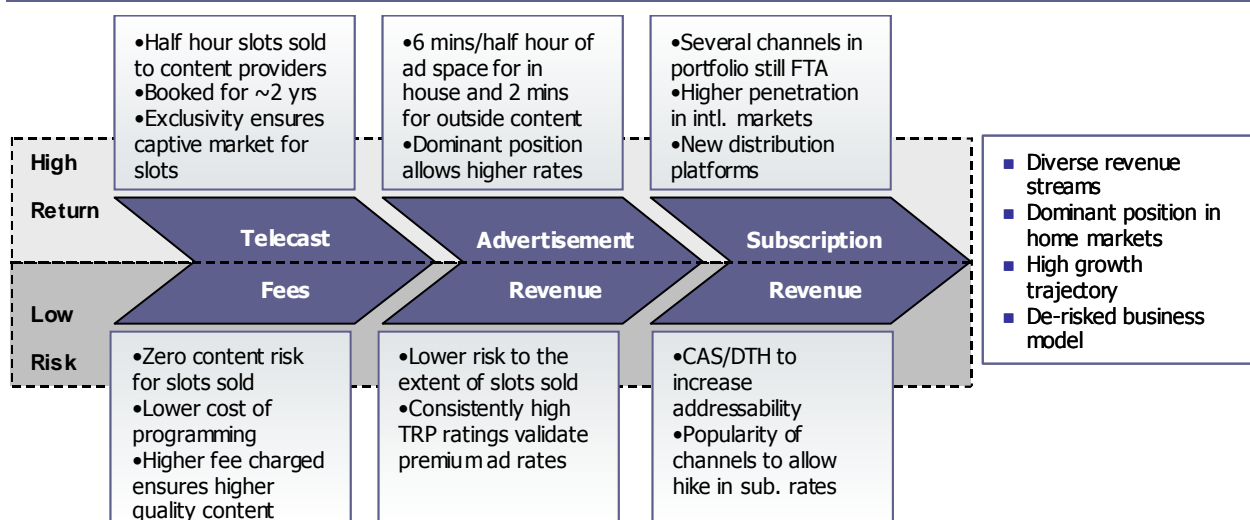 •Half hour slots sold
to content providers
•Booked for ~2 yrs
•Exclusivity ensures
captive market for
slots
•6 mins/half hour of
ad space for in
house and 2 mins
for outside content
•Dominant position
allows higher rates
•Several channels in
portfolio still FTA
•Higher penetration
in intl. markets
•New distribution
platforms
High
Return
Telecast
Fees
Advertisement
Revenue
Subscription
Revenue
Low
Risk
•Zero content risk
for slots sold
•Lower cost of
programming
•Higher fee charged
ensures higher
quality content
•Lower risk to the
extent of slots sold
•Consistently high
TRP ratings validate
premium ad rates
•CAS/DTH to
increase
addressability
•Popularity of
channels to allow
hike in sub. rates
■ Diverse revenue
streams
■ Dominant position in
home markets
■ High growth
trajectory
■ De-risked business
model